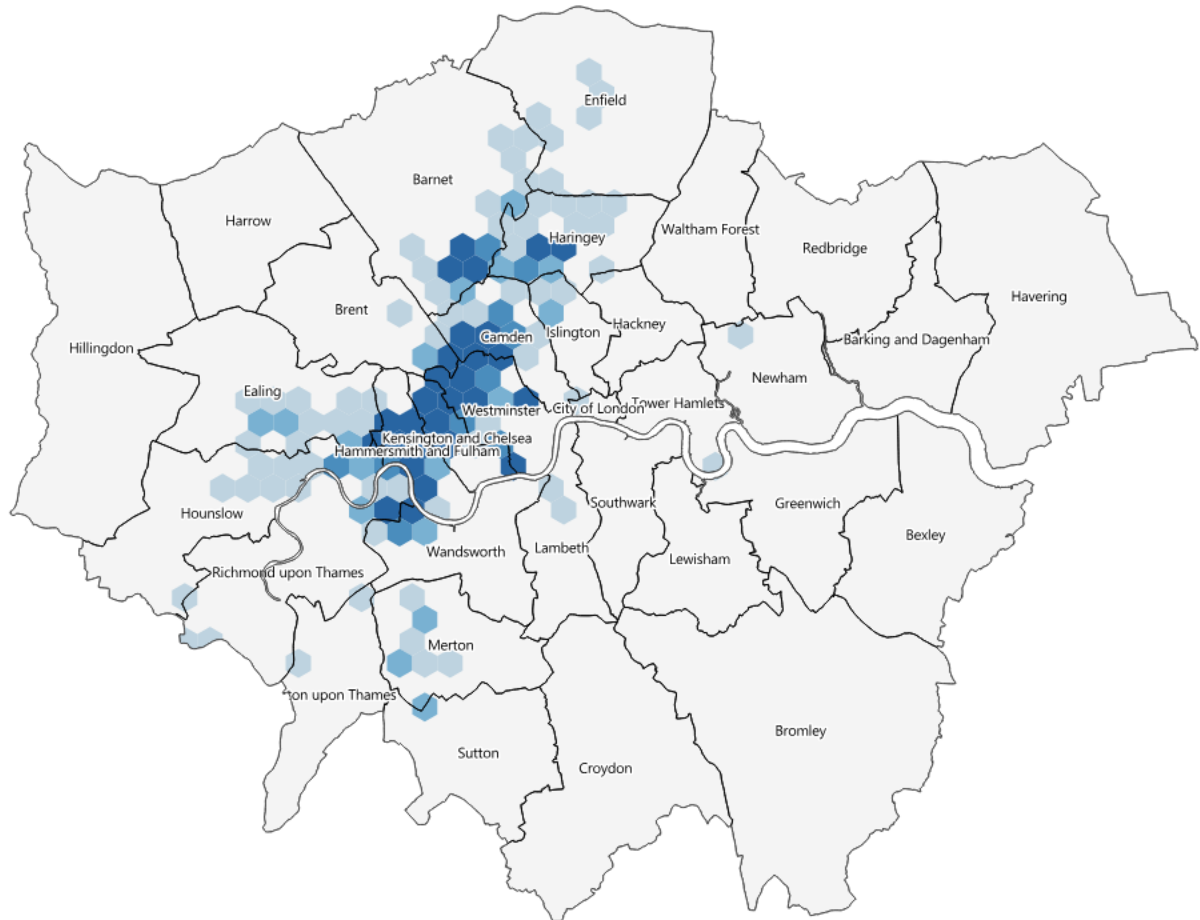 Enfield
Barnet
Harrow
Haringey
Waltham Forest
Redbridge
Brent
Havering
Hillingdon
Camden
Islington
Hackney
Barking and Dagenham
Ealing
Newham
Westminster
City of London
Tower Hamlets
Kensington and Chelsea
Hammersmith and Fulham
Hounslow
Southwark
Greenwich
Bexley
Wandsworth
Lambeth
Lewisham
Richmond upon Thames
Merton
on upon Thames
Sutton
Croydon
Bromley